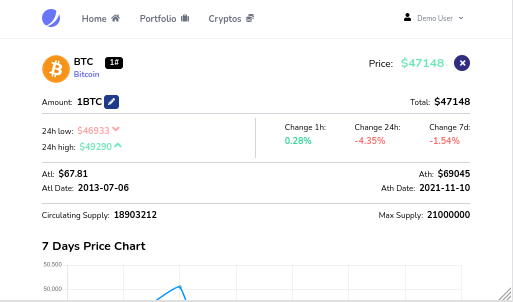 Home Portfolio Cryptos Demo User
BTC 1#
Bitcoin
Price: $47148
Amount: 1BTC Total: $47148
24h low: $46933
24h high: $49290
Change 1h: Change 24h: Change 7d:
0.28% -4.35% -1.54%
Atl: $67.81 Ath: $69045
Atl Date: 2013-07-06 Ath Date: 2021-11-10
Circulating Supply: 18903212 Max Supply: 21000000
7 Days Price Chart
50,500
50,000